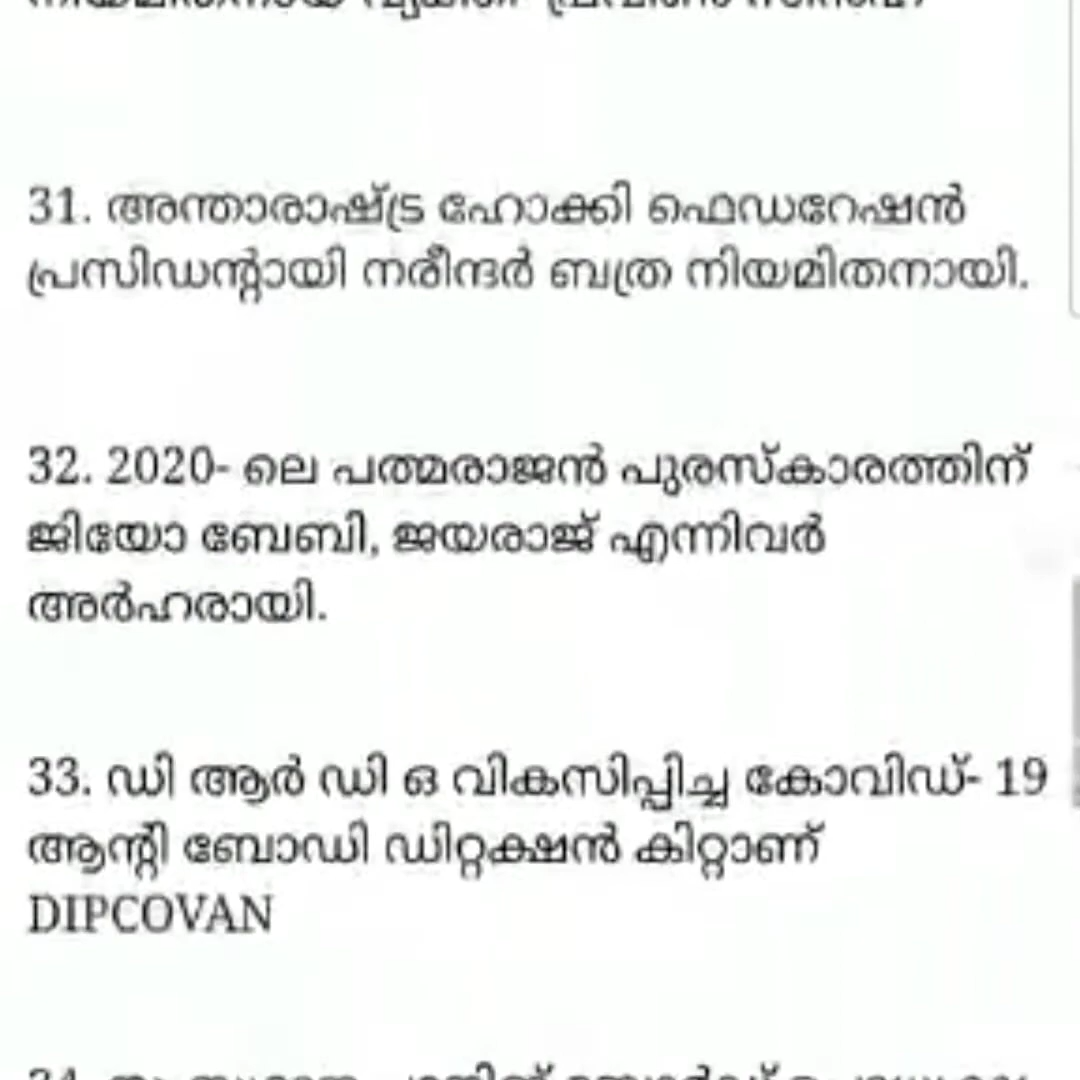 31. അന്താരാഷ്ട്ര ഹോക്കി ഫെഡറേഷൻ
പ്രസിഡന്റായി നരീന്ദർ ബത്ര നിയമിതനായി.
32. 2020- ലെ പത്മരാജൻ പുരസ്കാരത്തിന്
ജിയോ ബേബി, ജയരാജ് എന്നിവർ
അർഹരായി.
33. ഡി ആർ ഡി ഒ വികസിപ്പിച്ച കോവിഡ്- 19
ആന്റി ബോഡി ഡിറ്റക്ഷൻ കിറ്റാണ്
DIPCOVAN